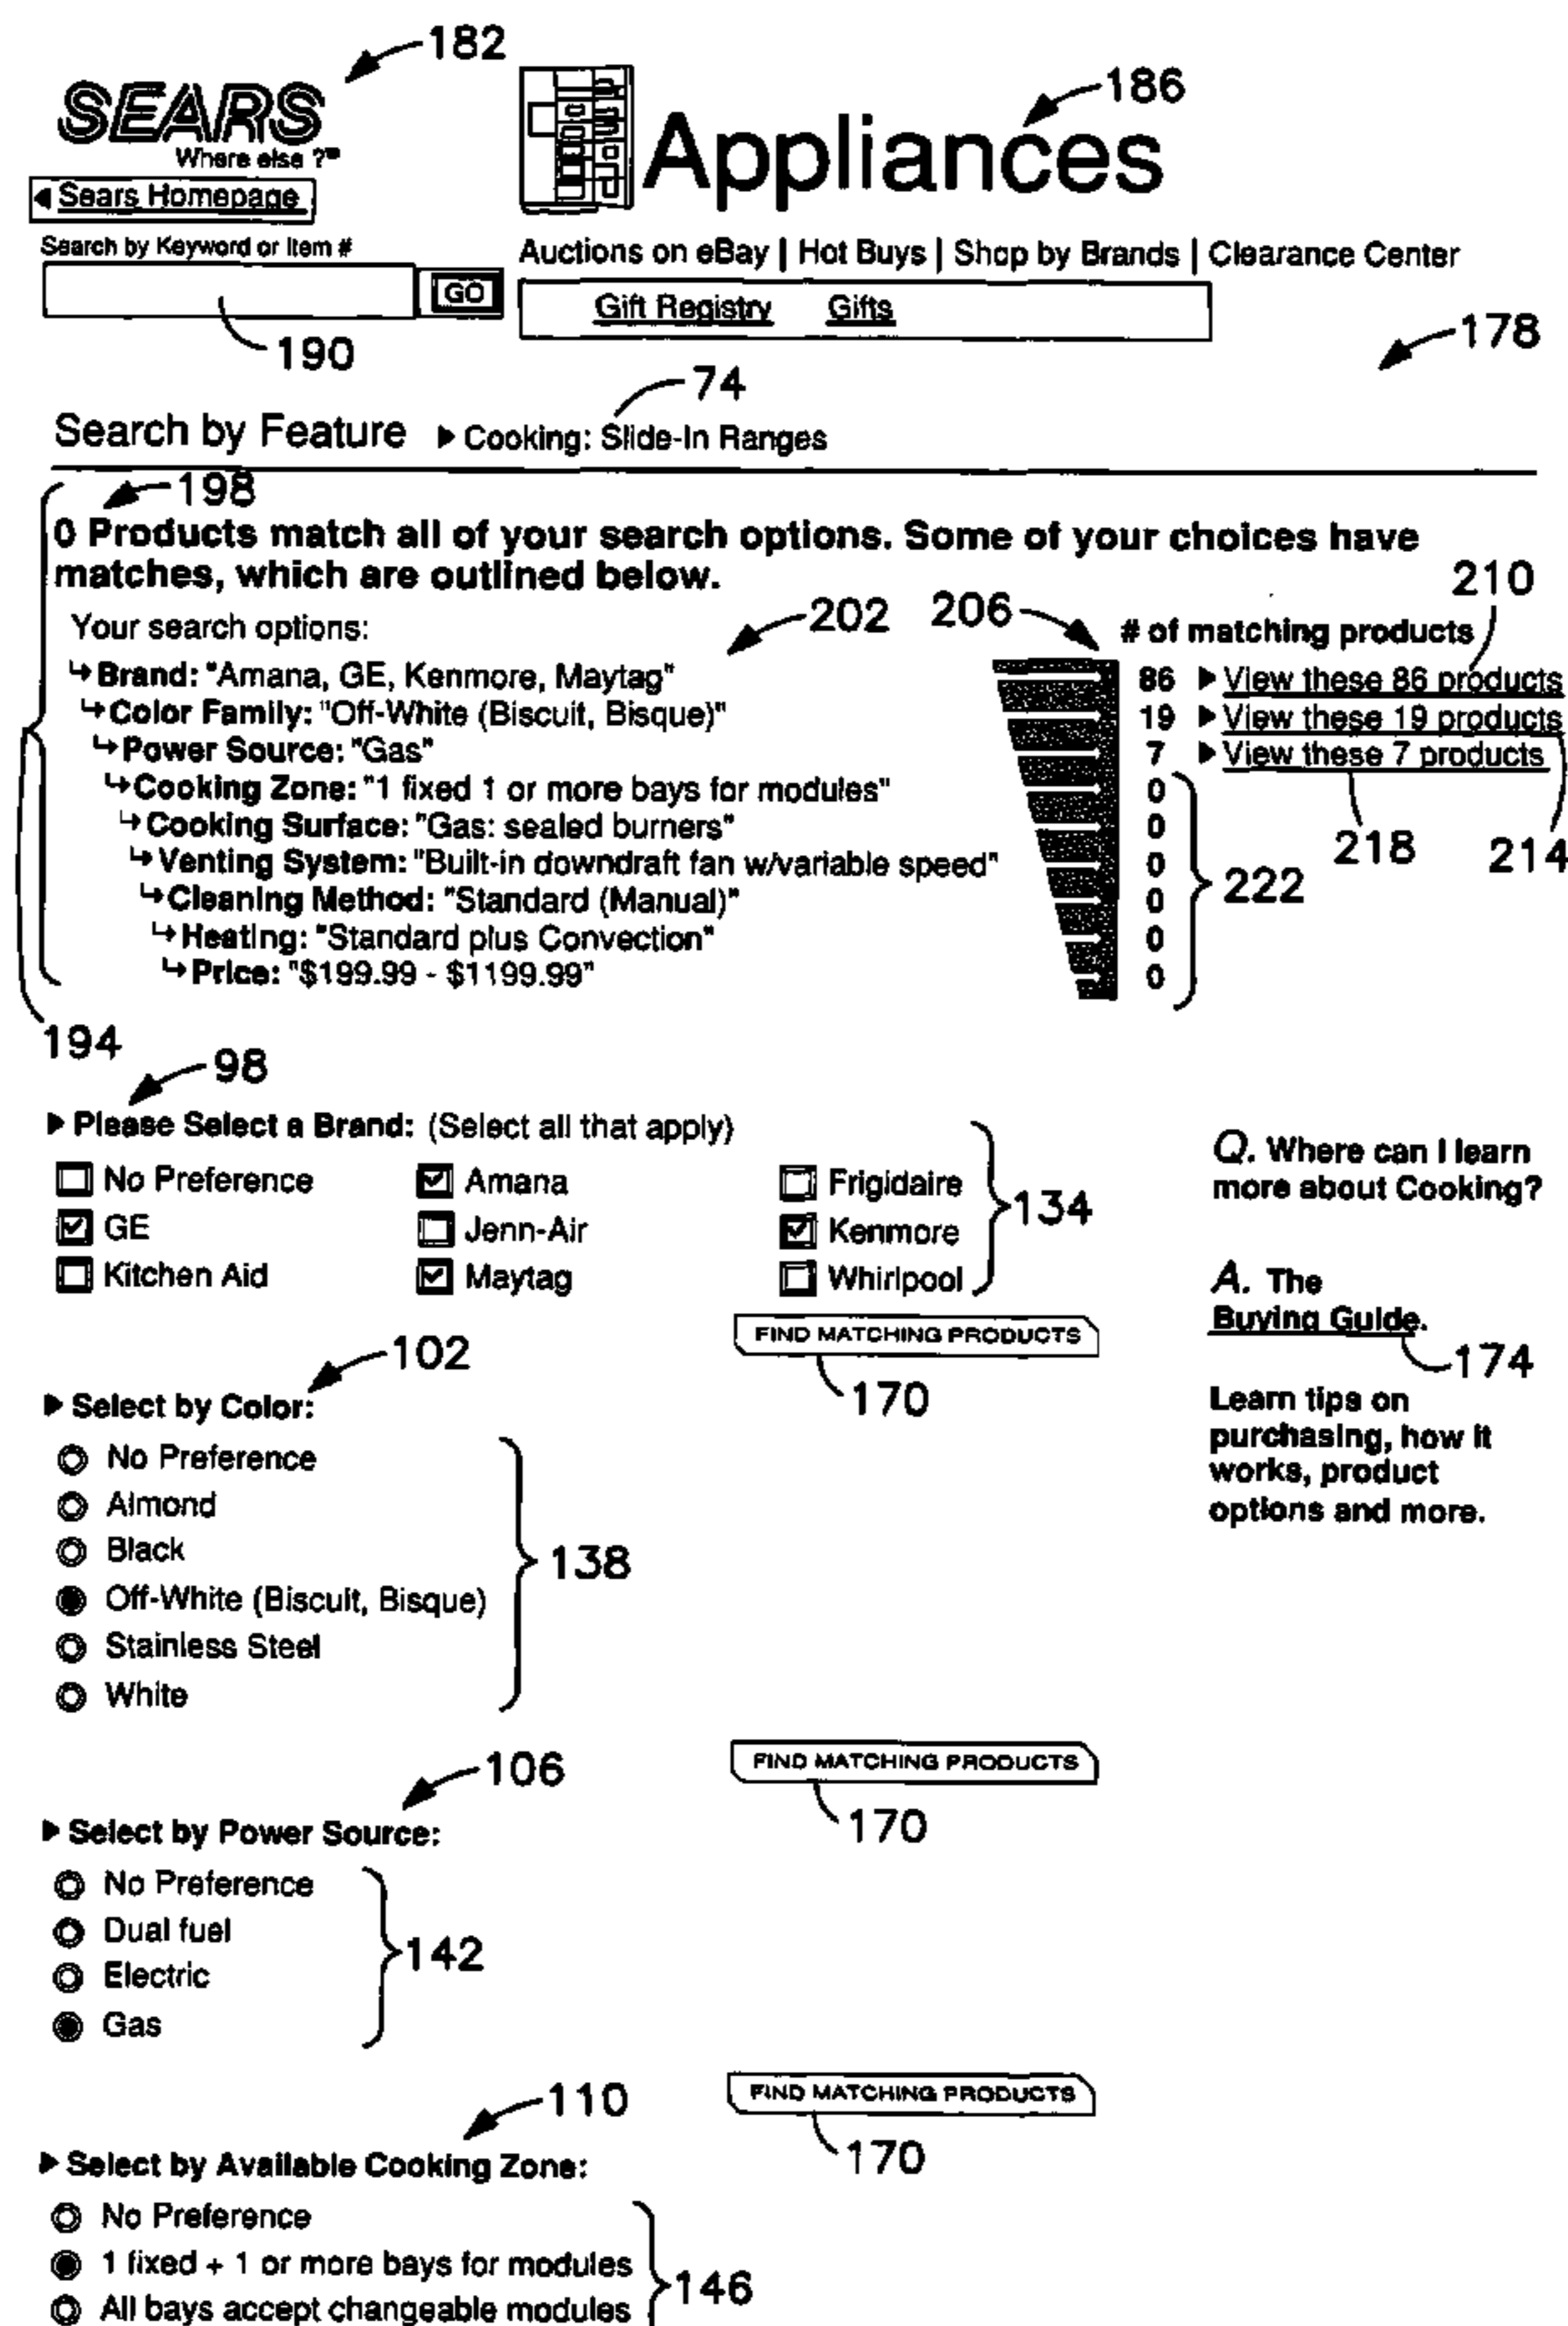 182
SEARS
Where else ?℠
Sears Homepage
Search by Keyword or Item #
GO
190
Appliances
186
Auctions on eBay | Hot Buys | Shop by Brands | Clearance Center
Gift Registry Gifts
178
74
Search by Feature ▶ Cooking: Slide-In Ranges
198
0 Products match all of your search options. Some of your choices have
matches, which are outlined below.
210
Your search options: 202 206 # of matching products
↳Brand: "Amana, GE, Kenmore, Maytag" 86 ▶ View these 86 products
↳Color Family: "Off-White (Biscuit, Bisque)" 19 ▶ View these 19 products
↳Power Source: "Gas" 7 ▶ View these 7 products
↳Cooking Zone: "1 fixed 1 or more bays for modules" 0
↳Cooking Surface: "Gas: sealed burners" 0
↳Venting System: "Built-in downdraft fan w/variable speed" 0
↳Cleaning Method: "Standard (Manual)" 0
↳Heating: "Standard plus Convection" 0
↳Price: "$199.99 - $1199.99" 0
218 214
222
194
98
▶ Please Select a Brand: (Select all that apply)
No Preference Amana Frigidaire
GE Jenn-Air Kenmore
Kitchen Aid Maytag Whirlpool
134
FIND MATCHING PRODUCTS
170
Q. Where can I learn
more about Cooking?
A. The
Buying Guide.
174
Learn tips on
purchasing, how it
works, product
options and more.
102
▶ Select by Color:
No Preference
Almond
Black
Off-White (Biscuit, Bisque)
Stainless Steel
White
138
FIND MATCHING PRODUCTS
170
106
▶ Select by Power Source:
No Preference
Dual fuel
Electric
Gas
142
FIND MATCHING PRODUCTS
170
110
▶ Select by Available Cooking Zone:
No Preference
1 fixed + 1 or more bays for modules
All bays accept changeable modules
146